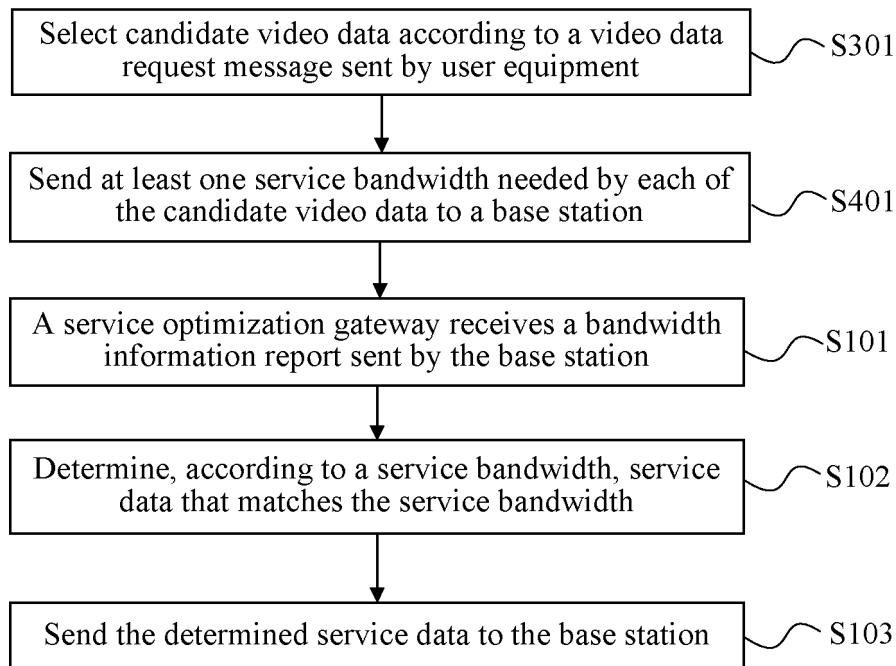 Select candidate video data according to a video data
request message sent by user equipment
S301
Send at least one service bandwidth needed by each of
the candidate video data to a base station
S401
A service optimization gateway receives a bandwidth
information report sent by the base station
S101
Determine, according to a service bandwidth, service
data that matches the service bandwidth
S102
Send the determined service data to the base station
S103